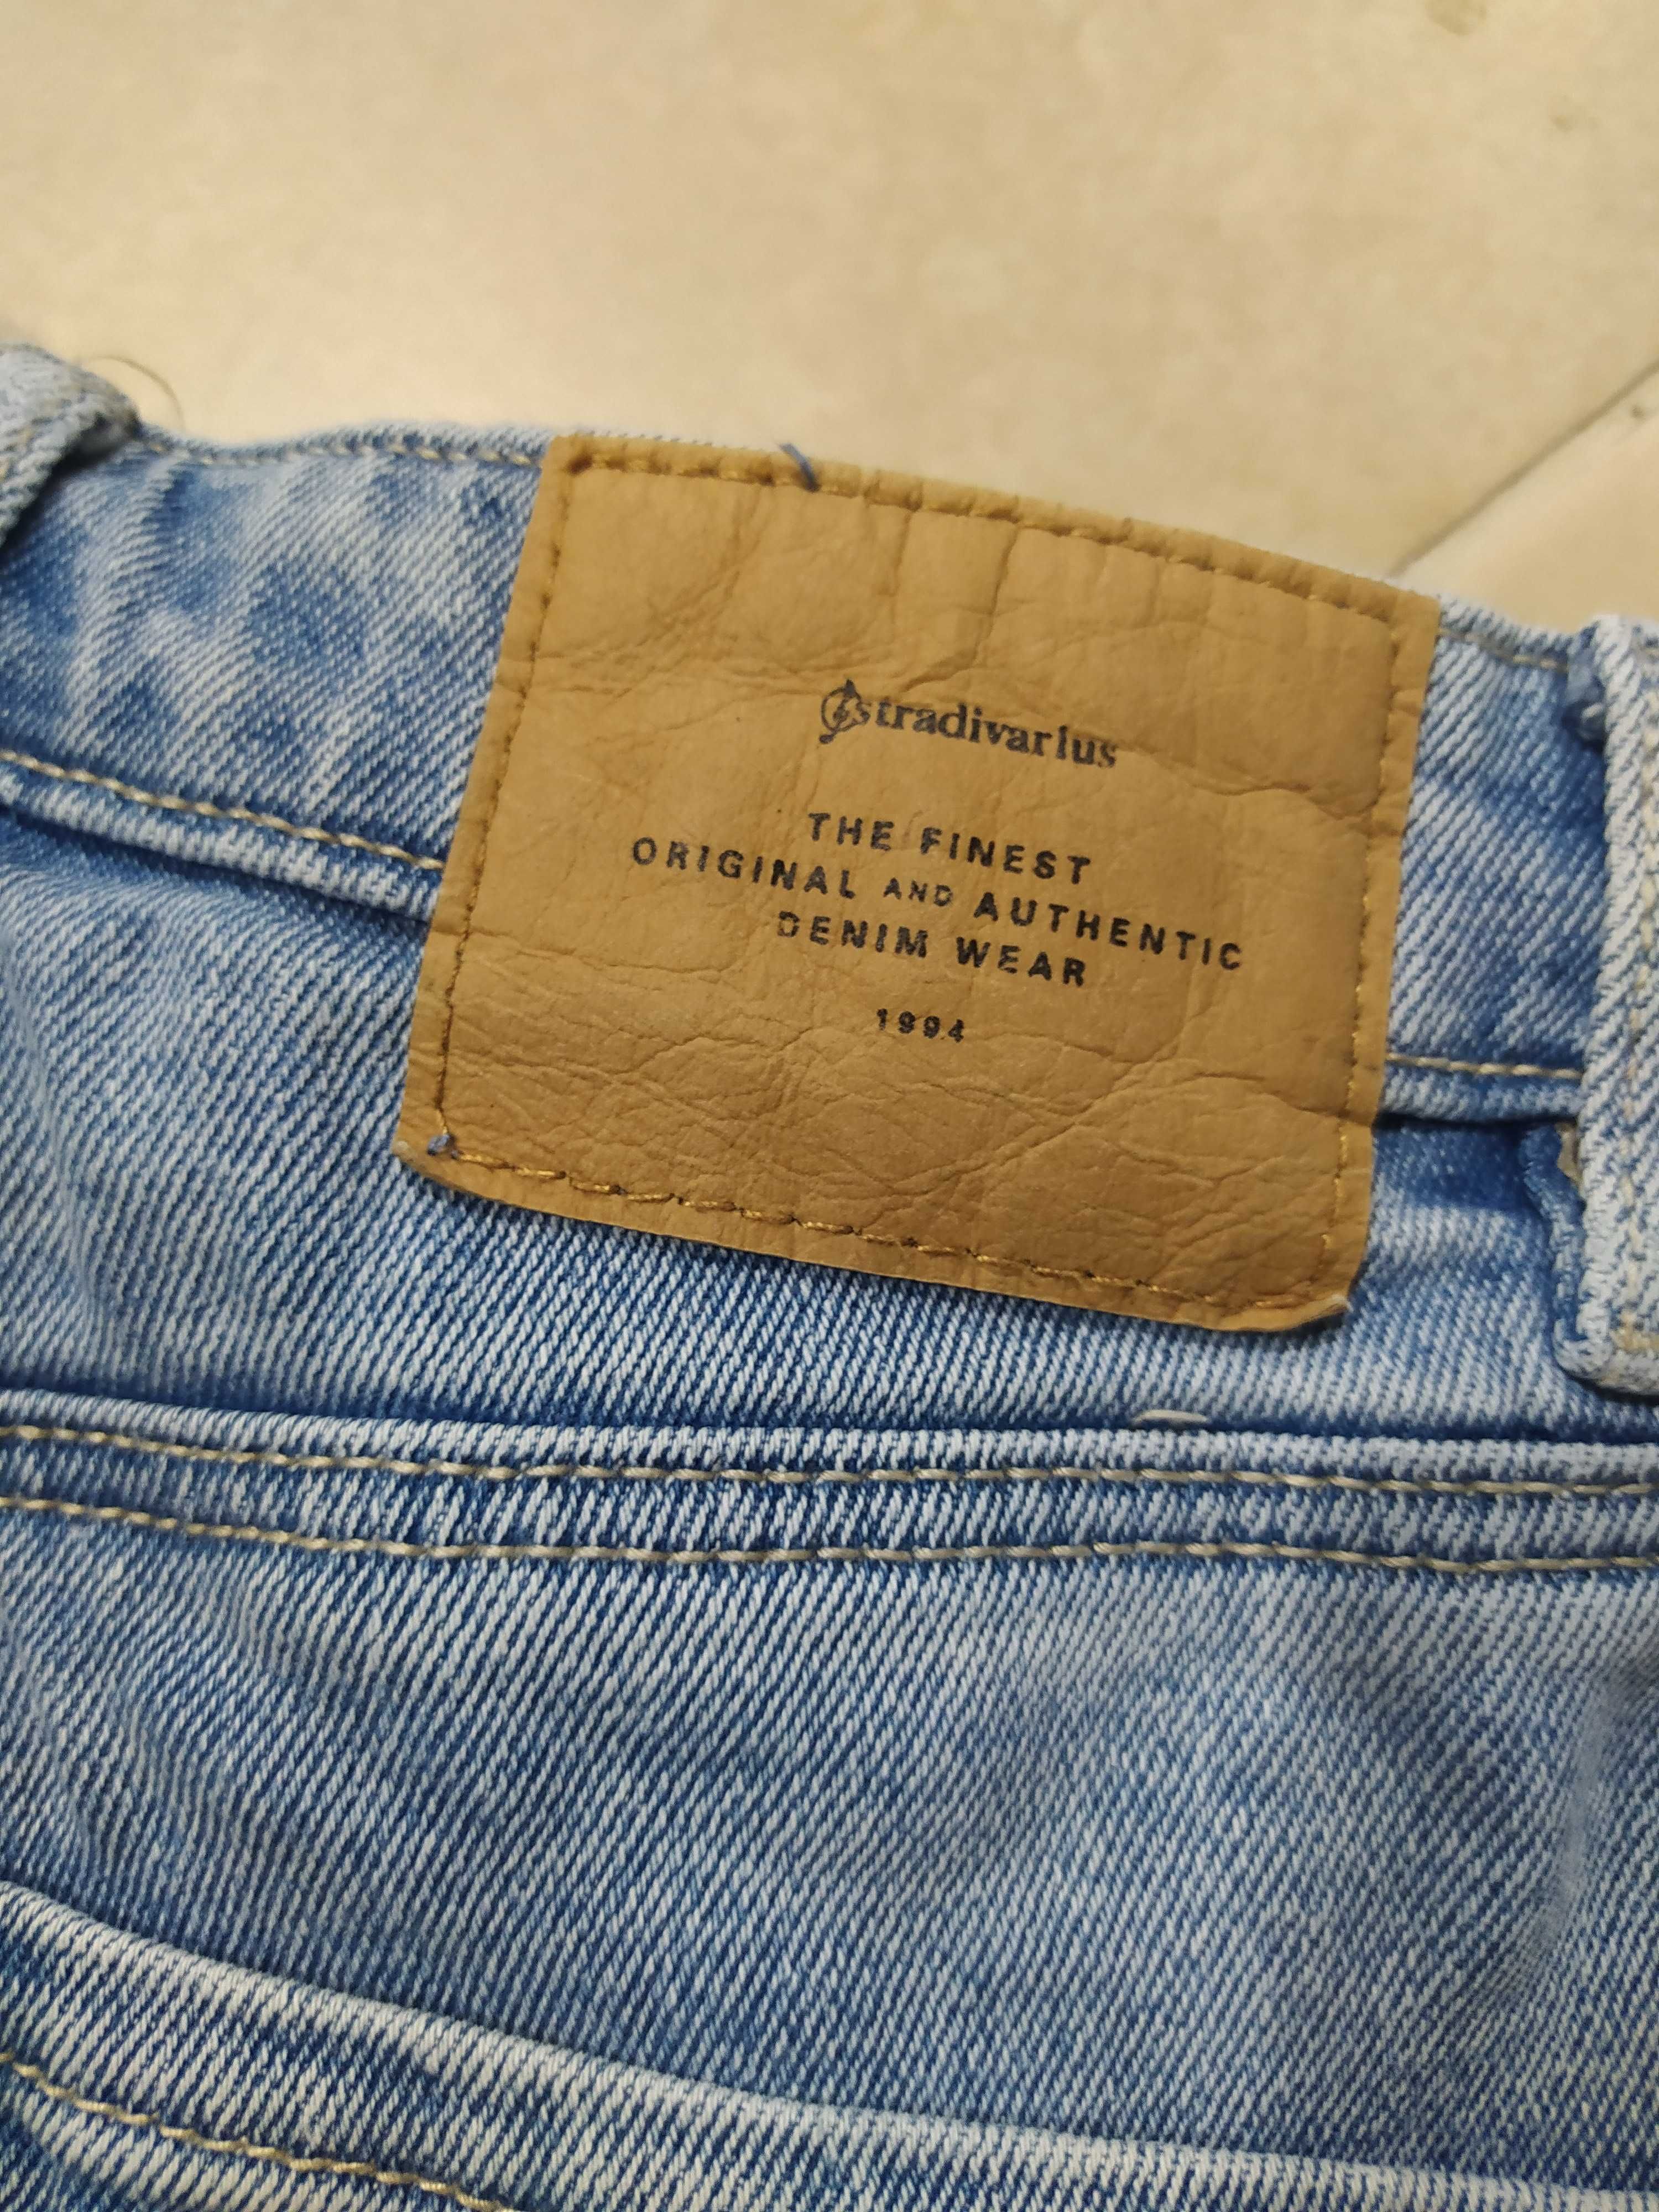 stradivarius
THE FINEST
ORIGINAL AND AUTHENTIC
DENIM WEAR
1994